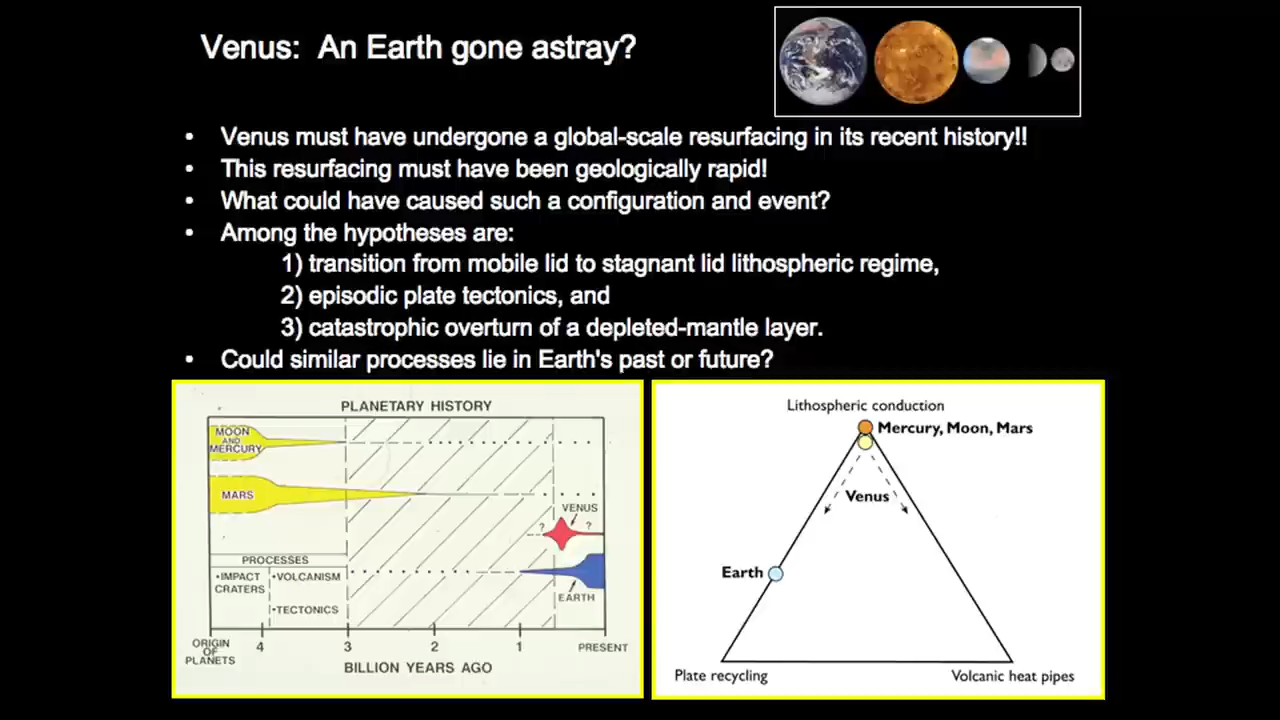 Venus:  An Earth gone astray?
• Venus must have undergone a global-scale resurfacing in its recent history!!
• This resurfacing must have been geologically rapid!
• What could have caused such a configuration and event?
• Among the hypotheses are:
1) transition from mobile lid to stagnant lid lithospheric regime,
2) episodic plate tectonics, and
3) catastrophic overturn of a depleted-mantle layer.
• Could similar processes lie in Earth's past or future?
PLANETARY HISTORY
MOON
AND
MERCURY
MARS
VENUS
? ?
EARTH
PROCESSES
•IMPACT
CRATERS
•VOLCANISM
•TECTONICS
ORIGIN
OF
PLANETS
4 3 2 1 PRESENT
BILLION YEARS AGO
Lithospheric conduction
Mercury, Moon, Mars
Venus
Earth
Plate recycling
Volcanic heat pipes